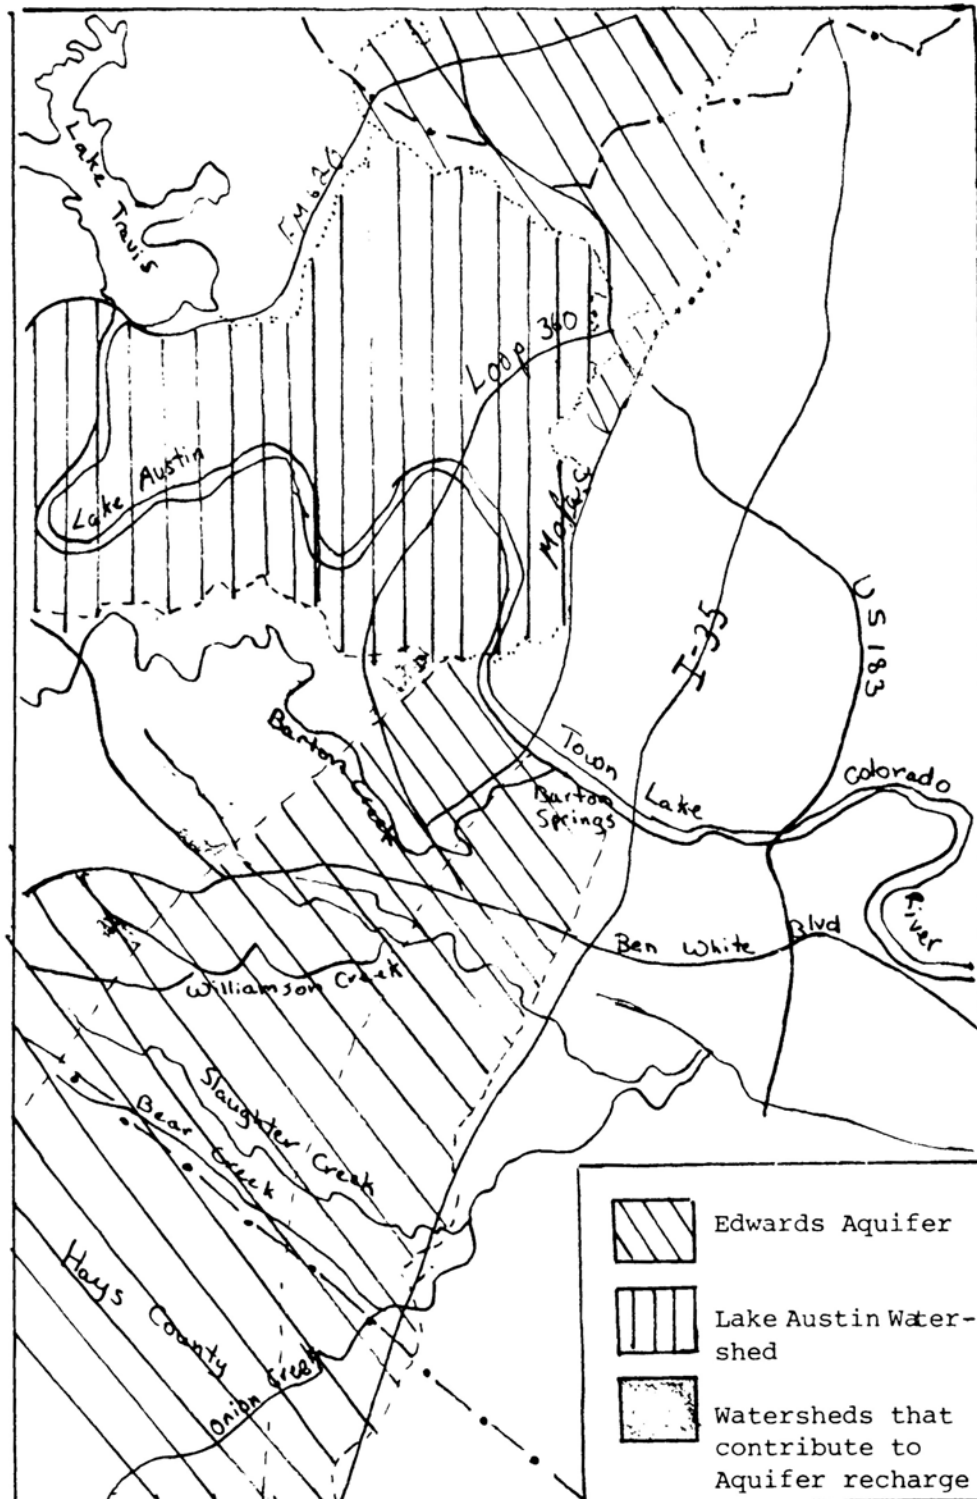 Lake Travis
FM 620
Loop 360
Lake Austin
Mopac
I-35
US 183
Barton Creek
Town Lake
Barton
Springs
Colorado
River
Ben White Blvd
Williamson Creek
Slaughter Creek
Bear Creek
Hays County
Onion Creek
Edwards Aquifer
Lake Austin Water-
shed
Watersheds that
contribute to
Aquifer recharge